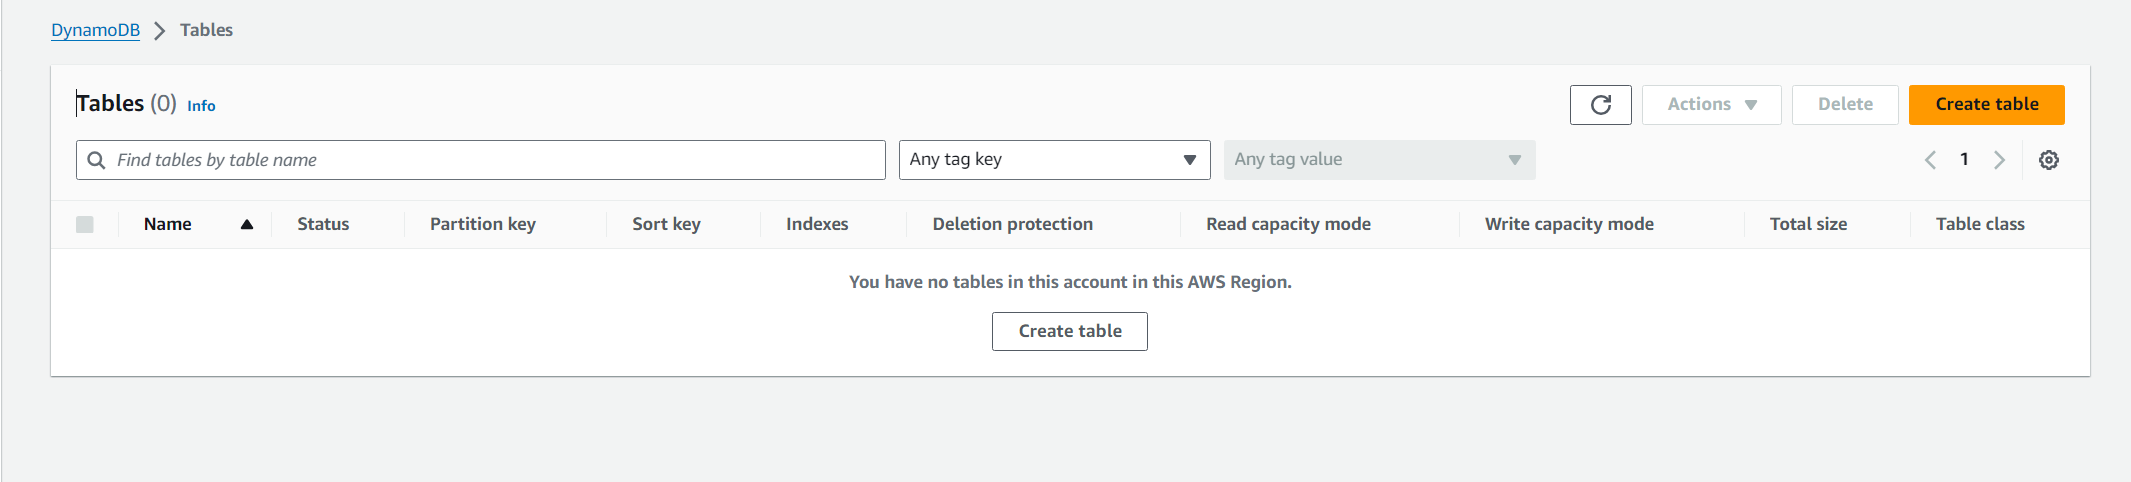 DynamoDB > Tables
Tables (0) Info
Actions Delete Create table
Find tables by table name Any tag key Any tag value 1
Name Status Partition key Sort key Indexes Deletion protection Read capacity mode Write capacity mode Total size Table class
You have no tables in this account in this AWS Region.
Create table